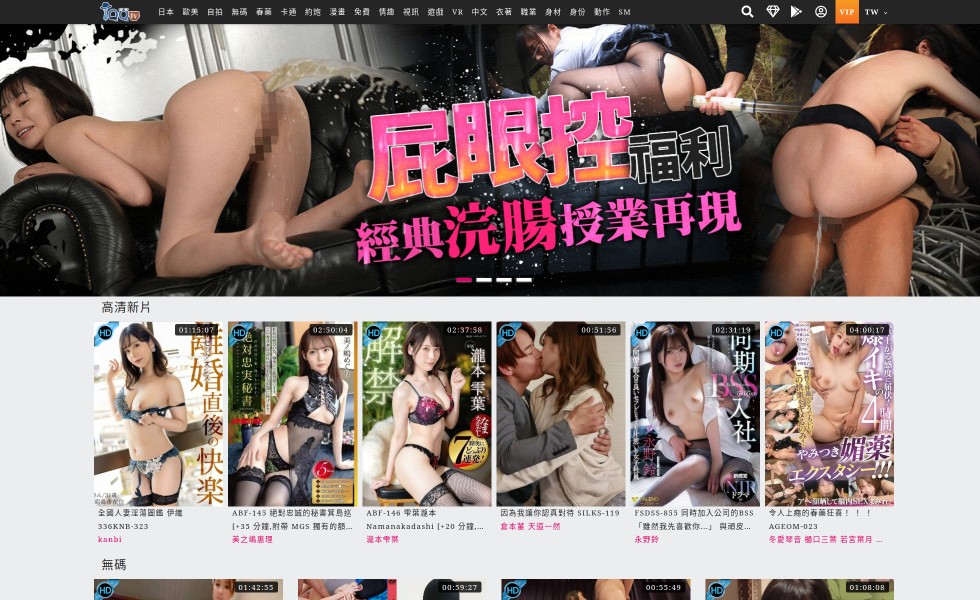 tv
日本 歐美 自拍 無碼 春藥 卡通 約炮 漫畫 免費 情趣 視訊 遊戲 VR 中文 衣著 職業 身材 身份 動作 SM
VIP TW
屁眼控福利
經典浣腸授業再現
高清新片
HD 01:15:07
離婚直後の快楽
HD 02:50:04
絶対忠実秘書
HD 02:37:58
解禁
瀧本雫葉
HD 00:51:56
HD 02:31:19
同期
BSS
入社
永野鈴
NTR
ドラマ
HD 04:00:17
4時間
やみつき媚薬
エクスタシー!!!
全國人妻淫蕩圖鑑 伊織
336KNB-323
kanbi
ABF-145 絕對忠誠的秘書箕島巡
[+35 分鐘,附帶 MGS 獨有的額...
美之嶋惠理
ABF-146 雫葉瀧本
Namanakadashi [+20 分鐘,...
瀧本雫葉
因為我讓你認真對待 SILKS-119
倉本堇 天道一然
FSDSS-855 同時加入公司的BSS
「雖然我先喜歡你...」 與頑皮...
永野鈴
令人上癮的春藥狂喜！！！
AGEOM-023
冬愛琴音 樋口三葉 若宮葉月 ...
無碼
HD 01:42:55
HD 00:59:27
HD 00:55:49
HD 01:08:08